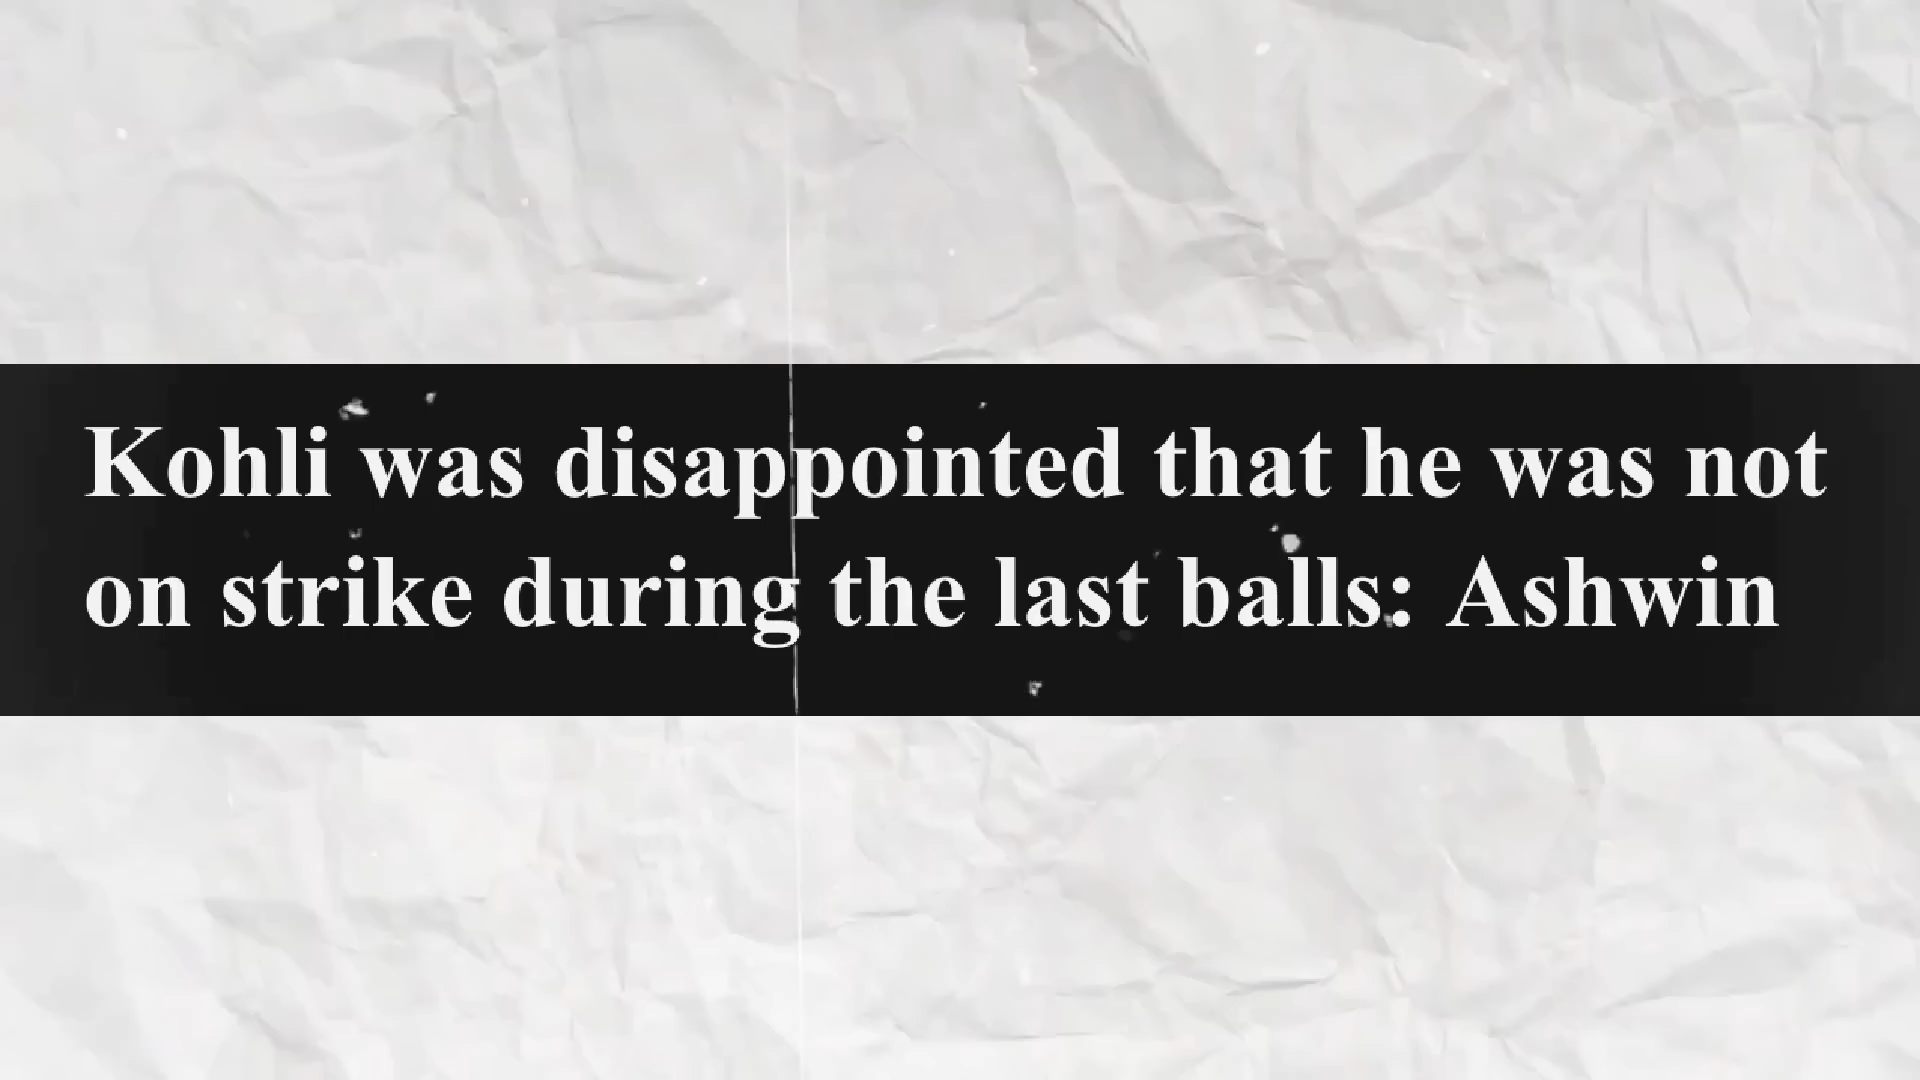 Kohli was disappointed that he was not
on strike during the last balls: Ashwin